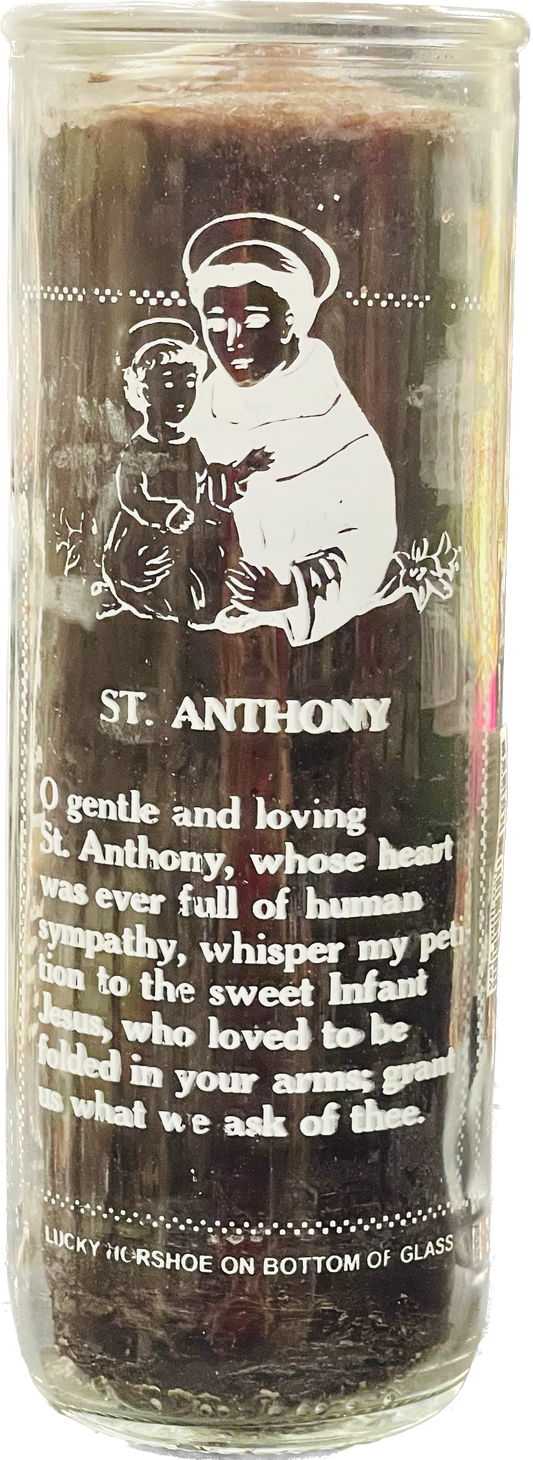 ST. ANTHONY
O gentle and loving
St. Anthony, whose heart
was ever full of human
sympathy, whisper my peti-
tion to the sweet Infant
Jesus, who loved to be
folded in your arms; grant
us what we ask of thee.
LUCKY HORSHOE ON BOTTOM OF GLASS